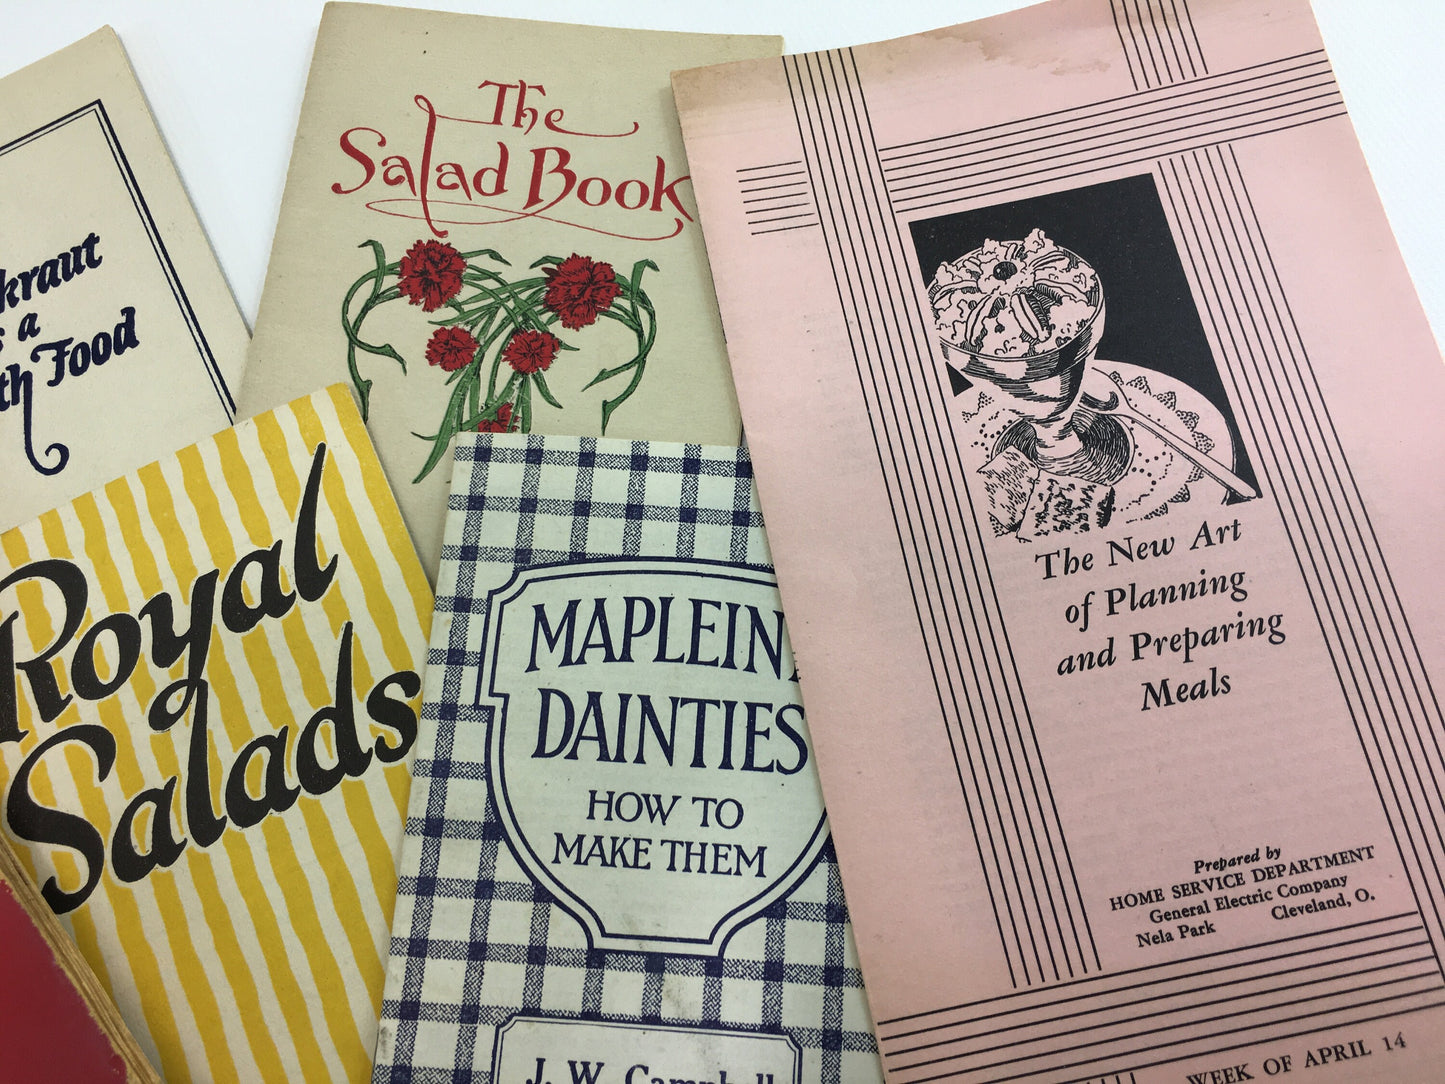 kraut
a
Food
The
Salad Book
Royal
Salads
MAPLEIN
DAINTIES
HOW TO
MAKE THEM
J. W. Campbell
The New Art
of Planning
and Preparing
Meals
Prepared by
HOME SERVICE DEPARTMENT
General Electric Company
Nela Park Cleveland, O.
WEEK OF APRIL 14